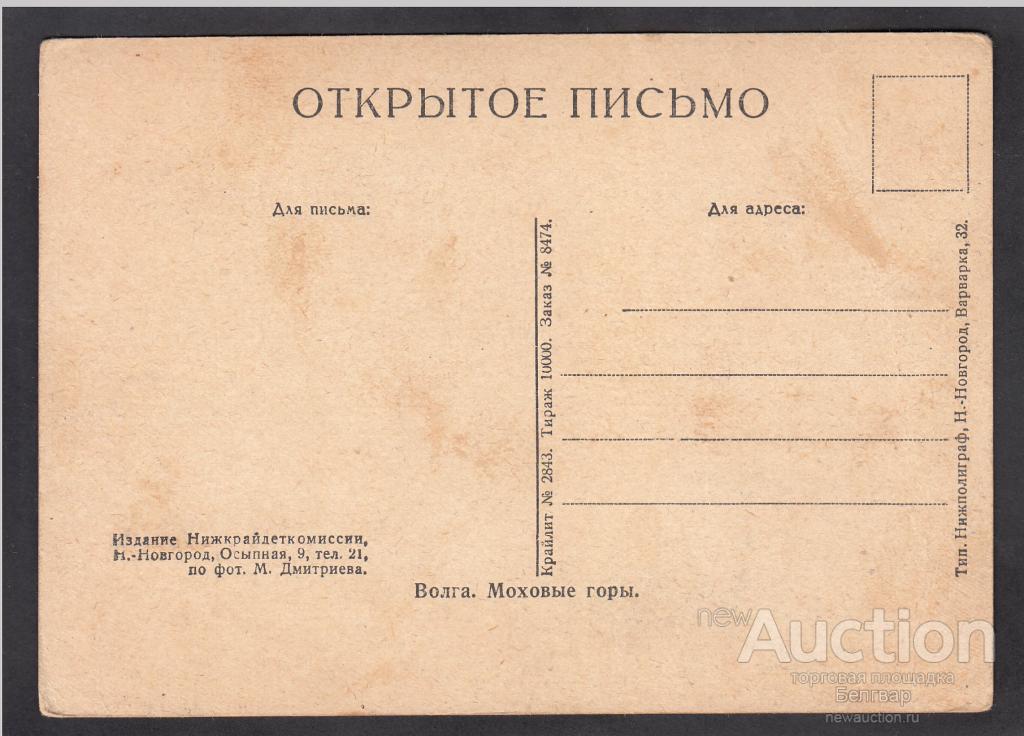 ОТКРЫТОЕ ПИСЬМО
Для письма:
Для адреса:
Крайлит № 2843. Тираж 10000. Заказ № 8474.
Тип. Нижполиграф, Н.-Новгород, Варварка, 32.
Издание Нижкрайдеткомиссии,
Н.-Новгород, Осыпная, 9, тел. 21,
по фот. М. Дмитриева.
Волга. Моховые горы.
newAuction
торговая площадка
Белгвар
newauction.ru